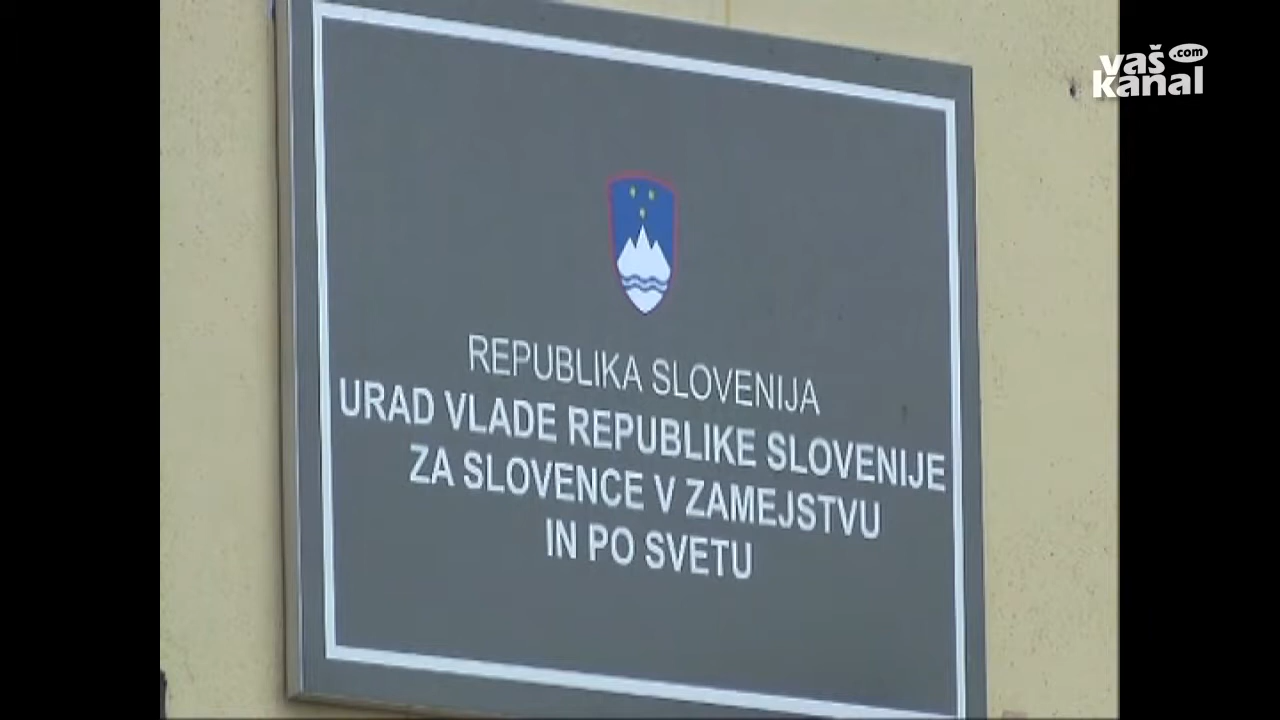 vaš.com
kanal
REPUBLIKA SLOVENIJA
URAD VLADE REPUBLIKE SLOVENIJE
ZA SLOVENCE V ZAMEJSTVU
IN PO SVETU